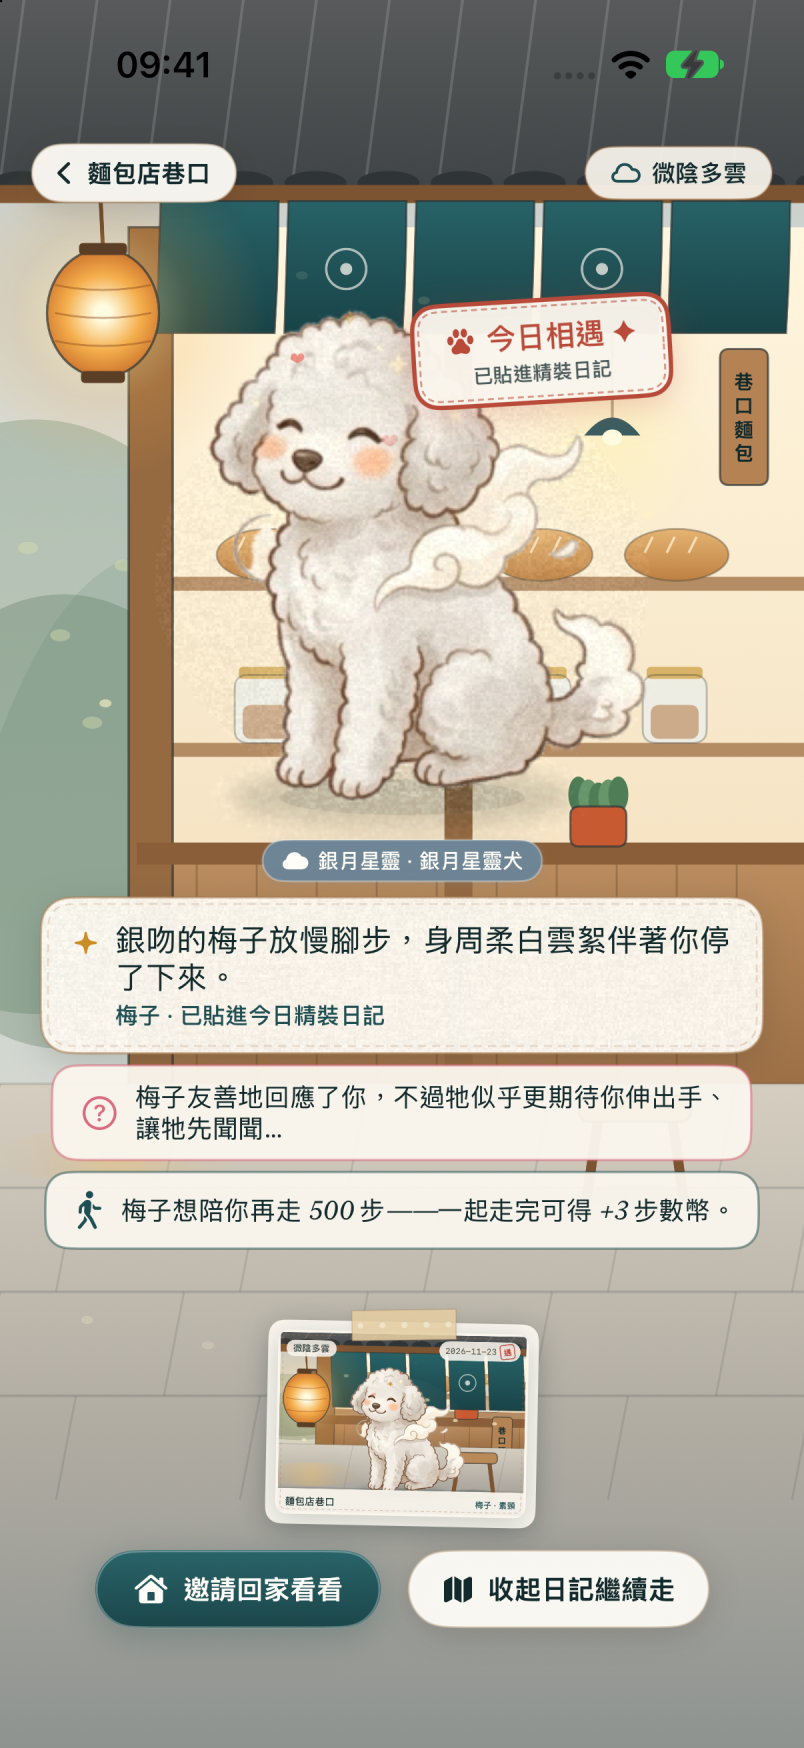 09:41
麵包店巷口
微陰多雲
今日相遇
已貼進精裝日記
巷口麵包
銀月星靈 · 銀月星靈犬
銀吻的梅子放慢腳步，身周柔白雲絮伴著你停
了下來。
梅子 · 已貼進今日精裝日記
梅子友善地回應了你，不過牠似乎更期待你伸出手、
讓牠先聞聞...
梅子想陪你再走 500 步——一起走完可得 +3 步數幣。
微陰多雲
2026-11-23
巷口
麵包店巷口
梅子 · 素頸
邀請回家看看
收起日記繼續走